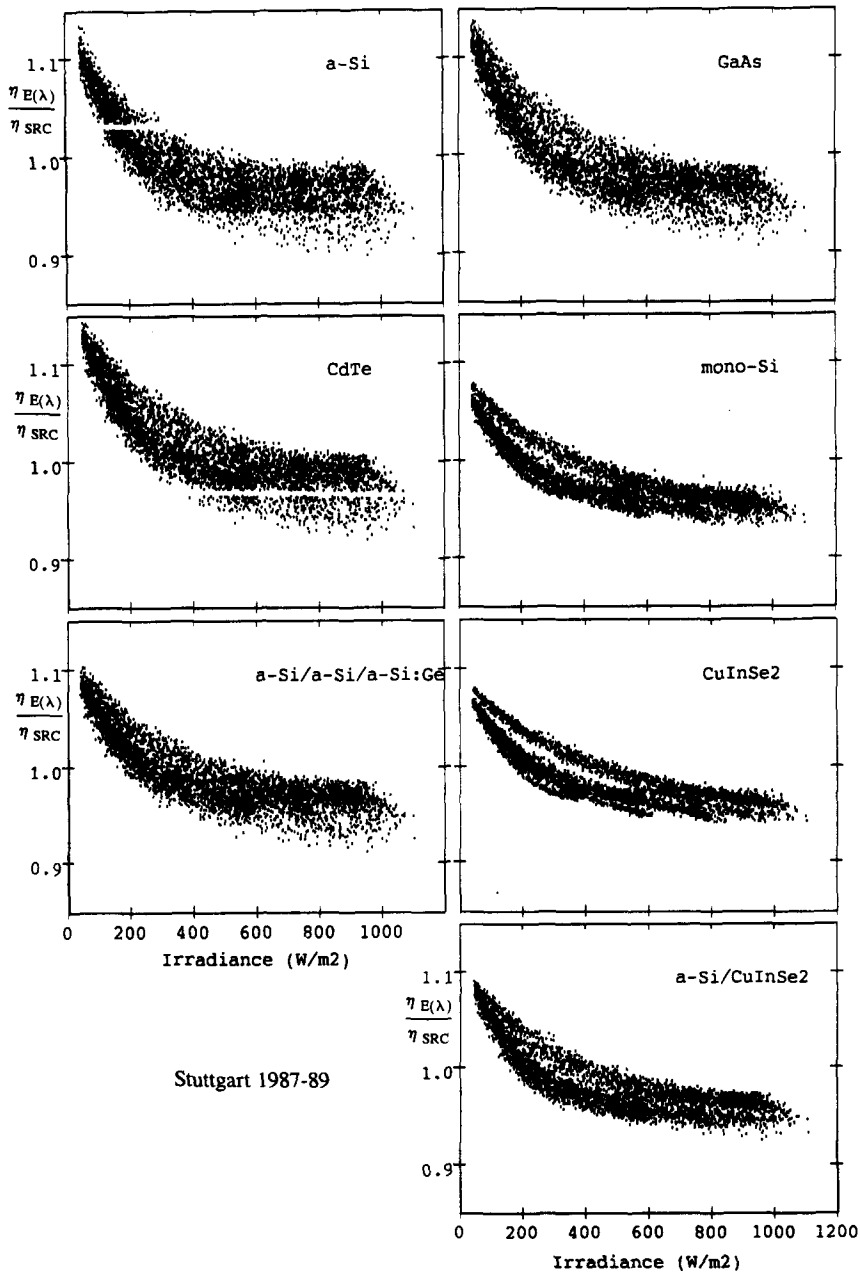 a-Si
1.1
η E(λ)
η SRC
1.0
0.9
GaAs
CdTe
1.1
η E(λ)
η SRC
1.0
0.9
mono-Si
a-Si/a-Si/a-Si:Ge
1.1
η E(λ)
η SRC
1.0
0.9
0 200 400 600 800 1000
Irradiance (W/m2)
CuInSe2
Stuttgart 1987-89
a-Si/CuInSe2
1.1
η E(λ)
η SRC
1.0
0.9
0 200 400 600 800 1000 1200
Irradiance (W/m2)